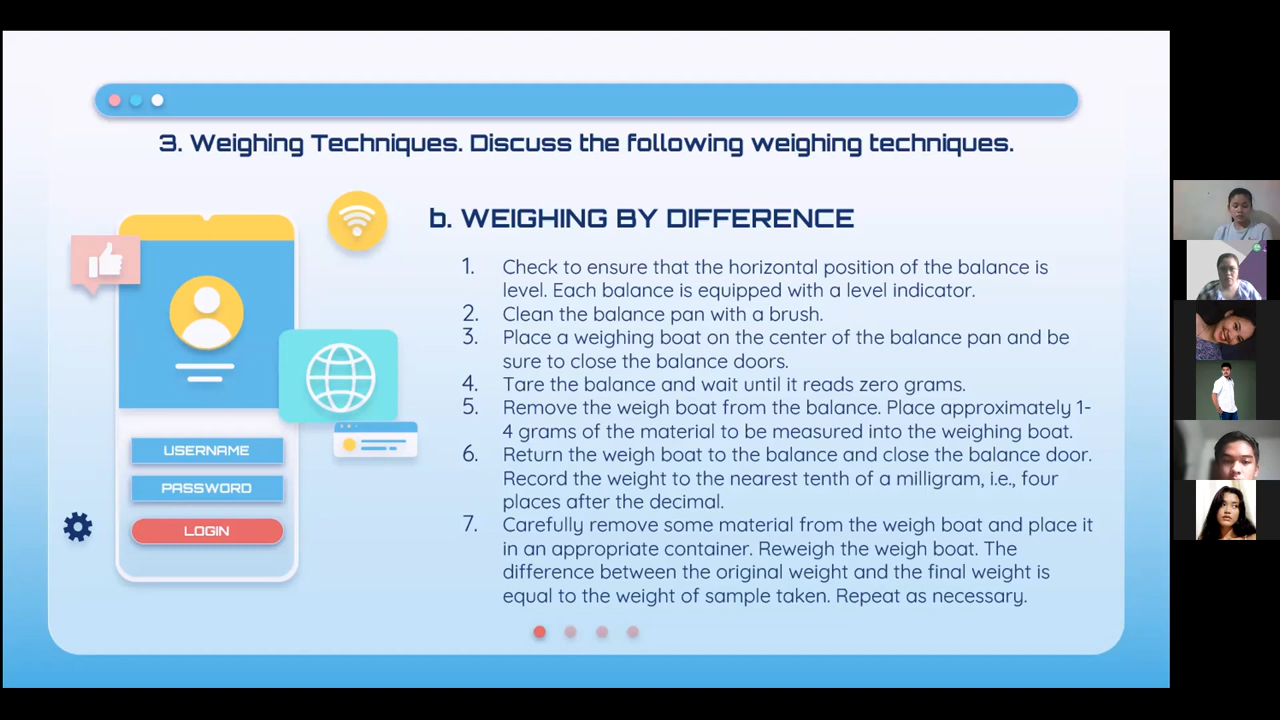 3. Weighing Techniques. Discuss the following weighing techniques.
b. WEIGHING BY DIFFERENCE
1. Check to ensure that the horizontal position of the balance is
level. Each balance is equipped with a level indicator.
2. Clean the balance pan with a brush.
3. Place a weighing boat on the center of the balance pan and be
sure to close the balance doors.
4. Tare the balance and wait until it reads zero grams.
5. Remove the weigh boat from the balance. Place approximately 1-
4 grams of the material to be measured into the weighing boat.
6. Return the weigh boat to the balance and close the balance door.
Record the weight to the nearest tenth of a milligram, i.e., four
places after the decimal.
7. Carefully remove some material from the weigh boat and place it
in an appropriate container. Reweigh the weigh boat. The
difference between the original weight and the final weight is
equal to the weight of sample taken. Repeat as necessary.
USERNAME
PASSWORD
LOGIN